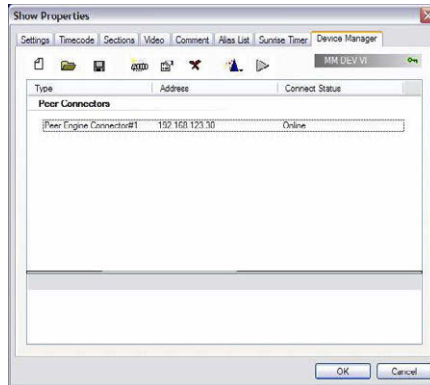 Show Properties
Settings Timecode Sections Video Comment Alias List Sunrise Timer Device Manager
MM DEV VI
Type Address Connect Status
Peer Connectors
Peer Engine Connector#1 192.168.123.30 Online
OK Cancel